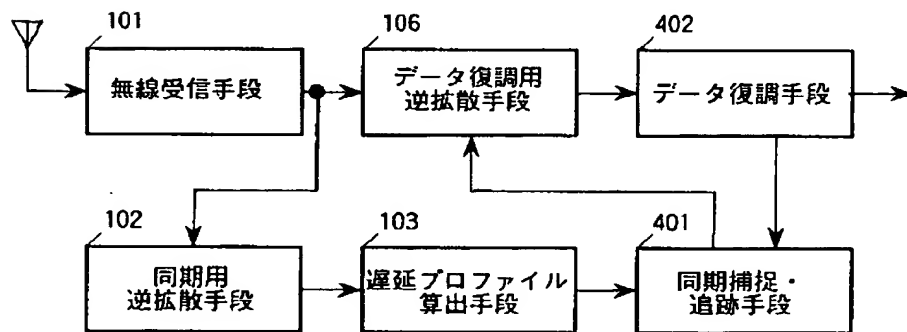 101
無線受信手段
106
データ復調用
逆拡散手段
402
データ復調手段
102
同期用
逆拡散手段
103
遅延プロファイル
算出手段
401
同期捕捉・
追跡手段